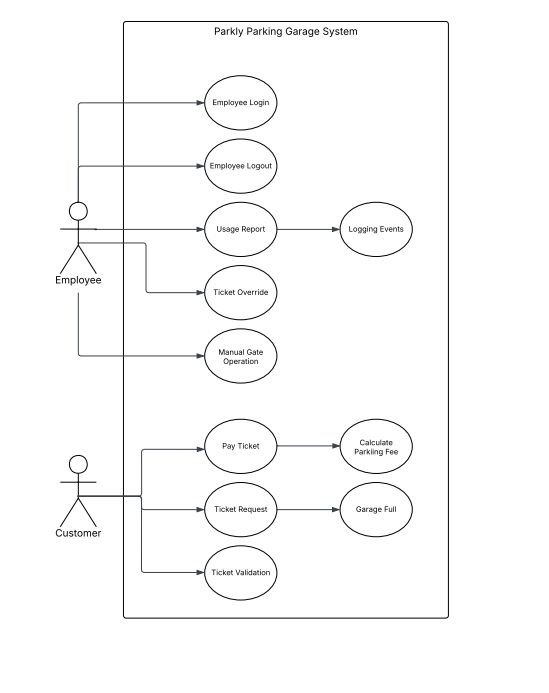 Parkly Parking Garage System
Employee Login
Employee Logout
Usage Report
Logging Events
Employee
Ticket Override
Manual Gate
Operation
Pay Ticket
Calculate
Parkiing Fee
Ticket Request
Garage Full
Customer
Ticket Validation